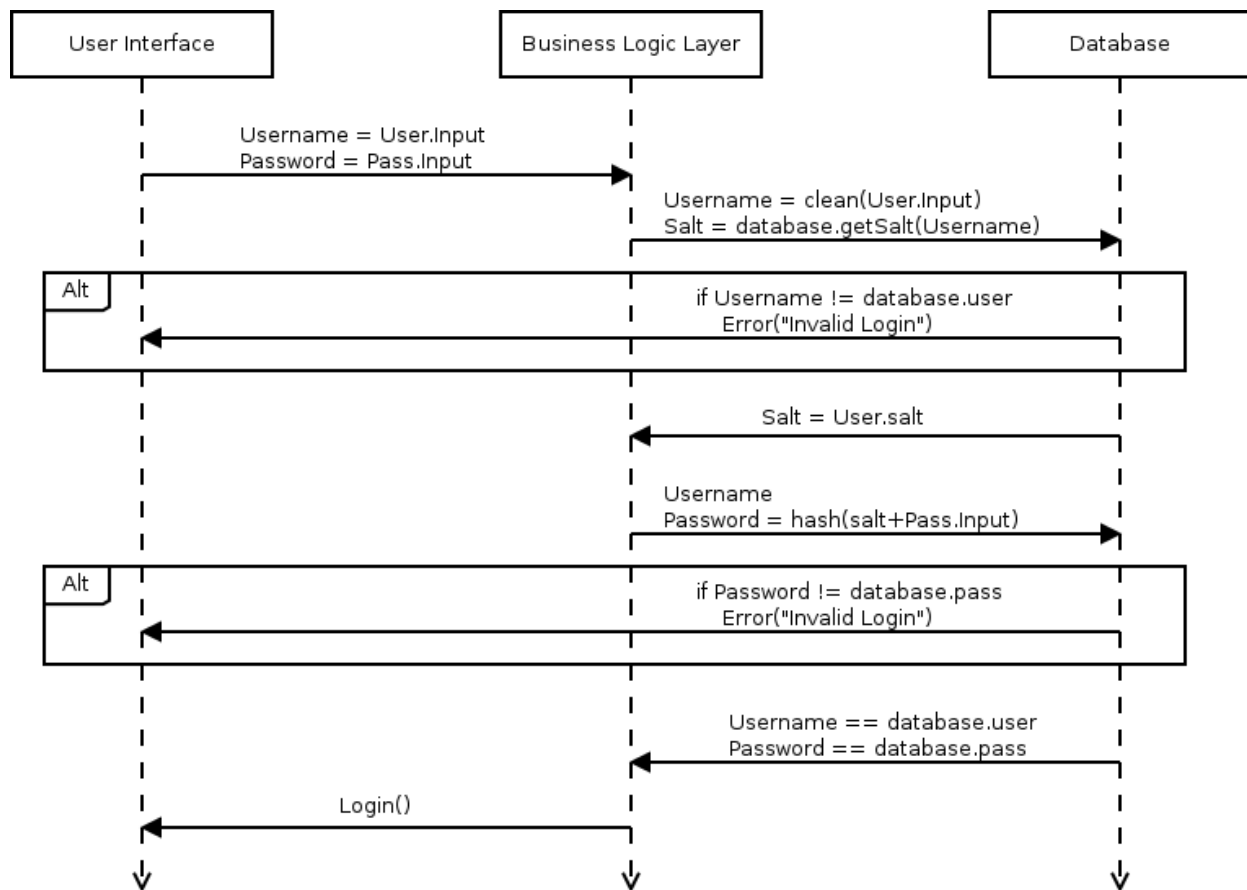 User Interface
Business Logic Layer
Database
Username = User.Input
Password = Pass.Input
Username = clean(User.Input)
Salt = database.getSalt(Username)
Alt
if Username != database.user
Error("Invalid Login")
Salt = User.salt
Username
Password = hash(salt+Pass.Input)
Alt
if Password != database.pass
Error("Invalid Login")
Username == database.user
Password == database.pass
Login()